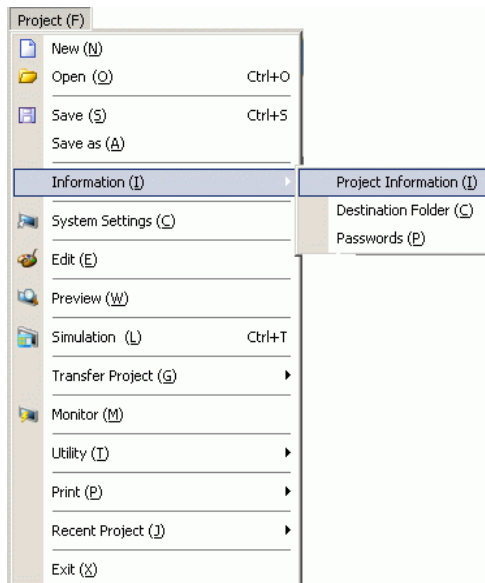 Project (F)
New (N)
Open (O) Ctrl+O
Save (S) Ctrl+S
Save as (A)
Information (I)
Project Information (I)
Destination Folder (C)
Passwords (P)
System Settings (C)
Edit (E)
Preview (W)
Simulation (L) Ctrl+T
Transfer Project (G)
Monitor (M)
Utility (T)
Print (P)
Recent Project (J)
Exit (X)